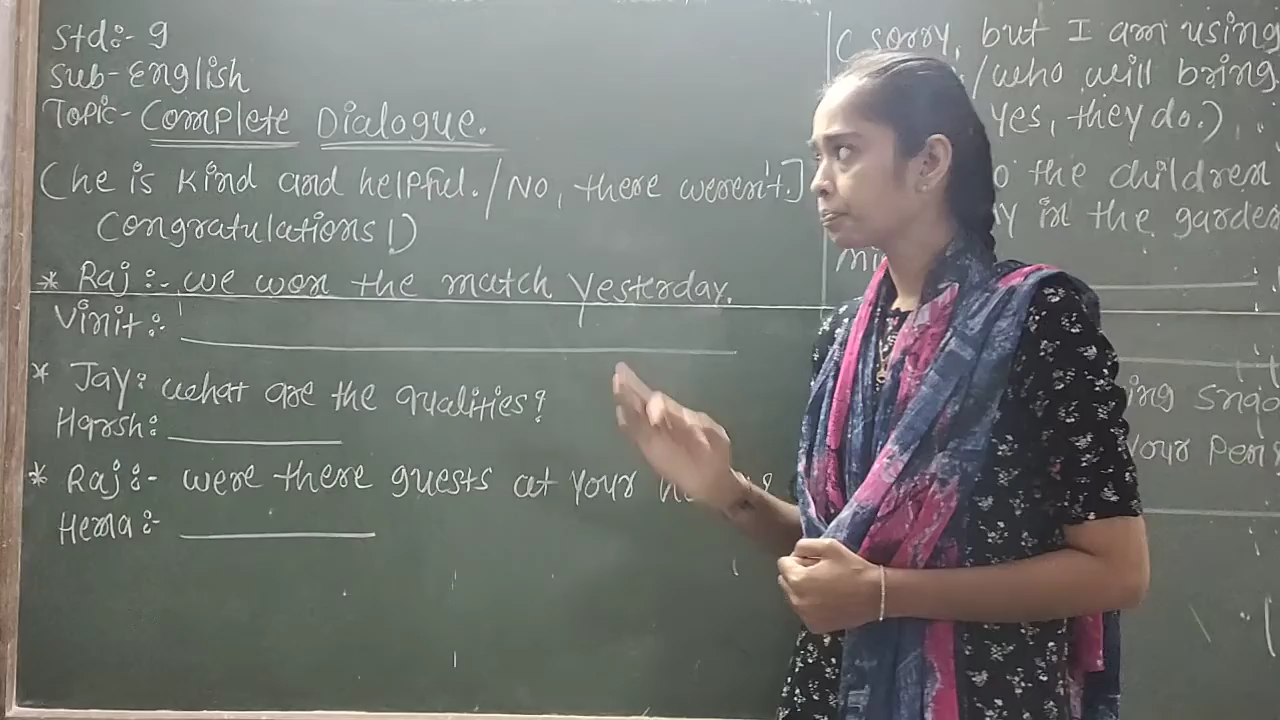 Std:- 9
Sub- English
Topic- Complete Dialogue.
(he is kind and helpful. / No, there weren't.]
Congratulations!)
* Raj :- we won the match yesterday.
Vinit :-
* Jay : what are the qualities?
Harsh :
* Raj :- were there guests at your
Hema :-
( sorry, but I am using
/who will bring
yes, they do.)
the children
in the garden
your pen